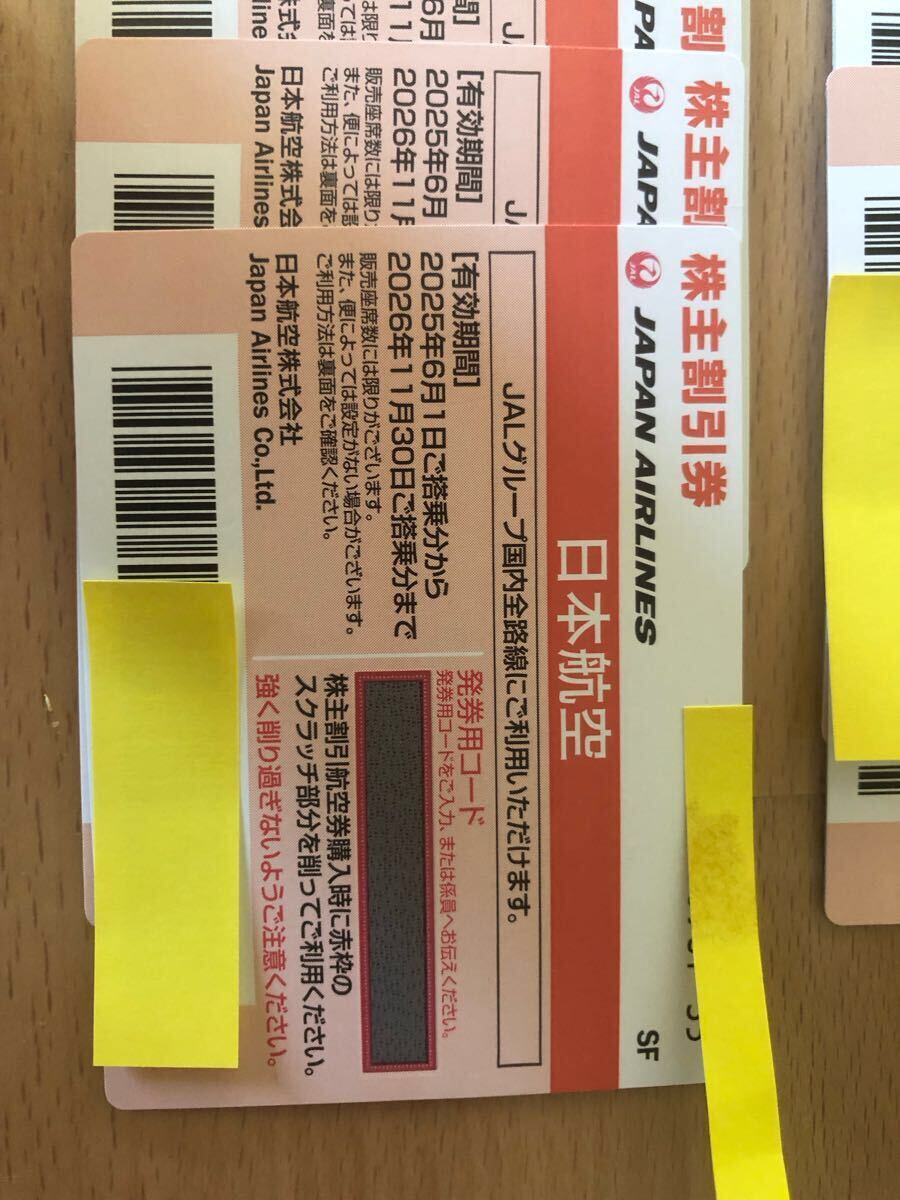 株主割引券
JAL JAPAN AIRLINES
SF
日本航空
JALグループ国内全路線にご利用いただけます。
[有効期間]
2025年6月1日ご搭乗分から
2026年11月30日ご搭乗分まで
販売座席数には限りがございます。
また、便によっては設定がない場合がございます。
ご利用方法は裏面をご確認ください。
日本航空株式会社
Japan Airlines Co.,Ltd.
発券用コード
発券用コードをご入力、または係員へお伝えください。
株主割引航空券購入時に赤枠の
スクラッチ部分を削ってご利用ください。
強く削り過ぎないようご注意ください。
株主割
JAL JAPA
JA
[有効期間]
2025年6月
2026年11月
販売座席数には限り
また、便によっては設
ご利用方法は裏面を
日本航空株式会
Japan Airlines
割
PA